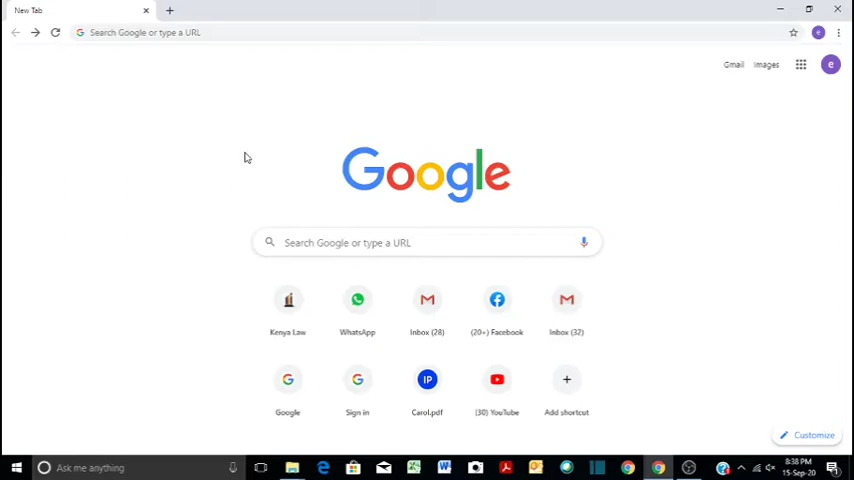 New Tab
Search Google or type a URL
e
Gmail Images
e
Google
Search Google or type a URL
Kenya Law WhatsApp Inbox (28) (20+) Facebook Inbox (32)
IP
Google Sign in Carol.pdf (30) YouTube Add shortcut
Customize
Ask me anything
8:38 PM
15-Sep-20